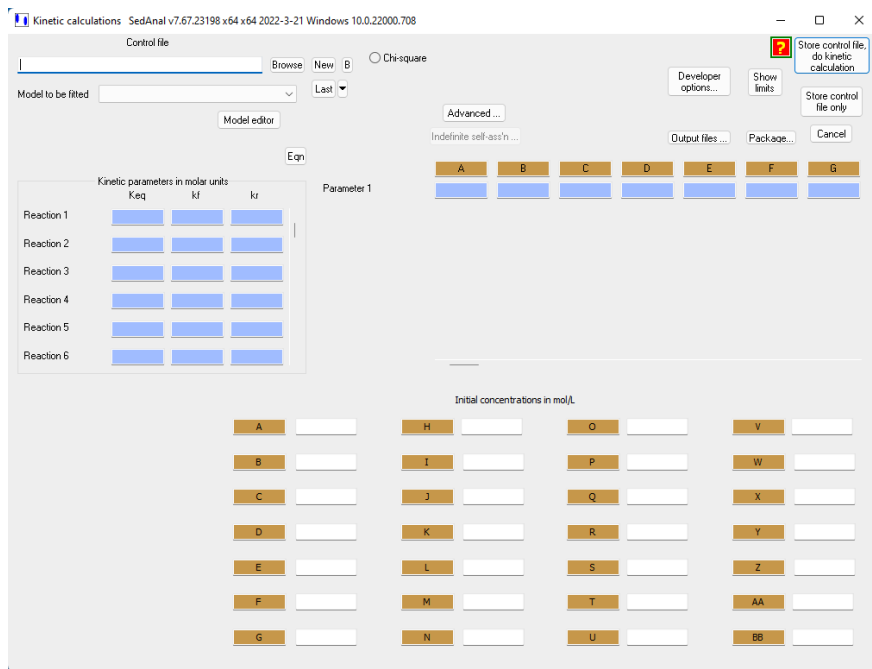 Kinetic calculations SedAnal v7.67.23198 x64 x64 2022-3-21 Windows 10.0.22000.708
Control file
Browse New B
Chi-square
?
Store control file, do kinetic calculation
Model to be fitted
Last
Developer options...
Show limits
Store control file only
Model editor
Advanced ...
Indefinite self-ass'n ...
Output files ...
Package...
Cancel
Eqn
A B C D E F G
Kinetic parameters in molar units
Keq kf kr
Parameter 1
Reaction 1
Reaction 2
Reaction 3
Reaction 4
Reaction 5
Reaction 6
Initial concentrations in mol/L
A H O V
B I P W
C J Q X
D K R Y
E L S Z
F M T AA
G N U BB